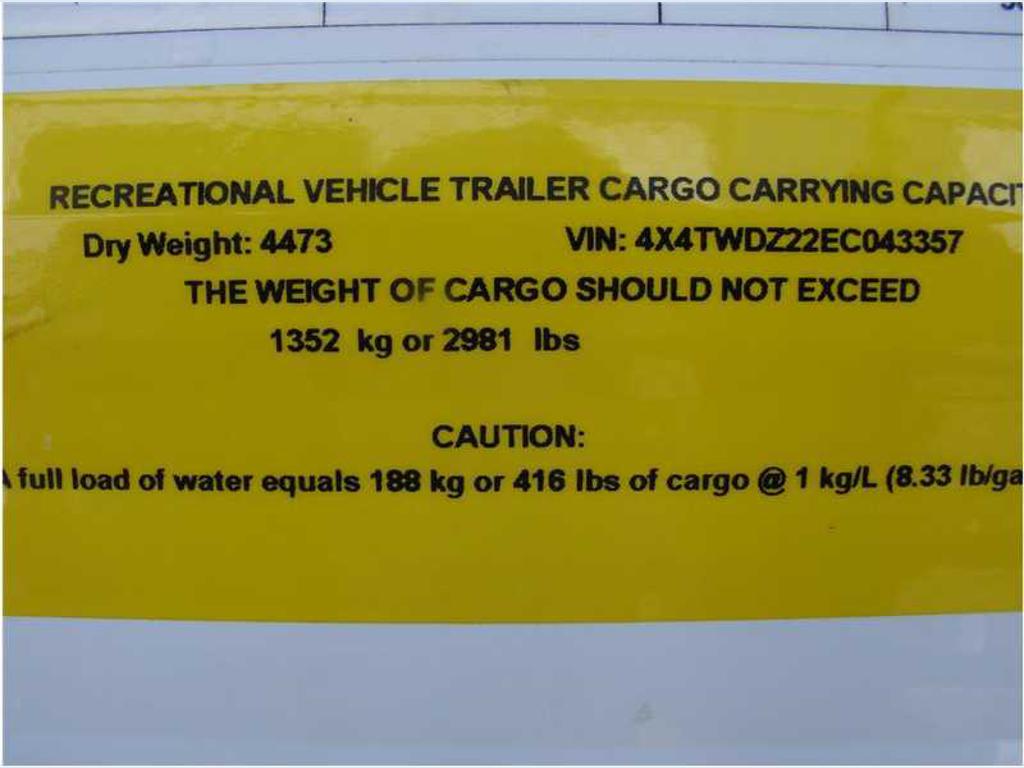 RECREATIONAL VEHICLE TRAILER CARGO CARRYING CAPACIT
Dry Weight: 4473 VIN: 4X4TWDZ22EC043357
THE WEIGHT OF CARGO SHOULD NOT EXCEED
1352 kg or 2981 lbs
CAUTION:
A full load of water equals 188 kg or 416 lbs of cargo @ 1 kg/L (8.33 lb/ga